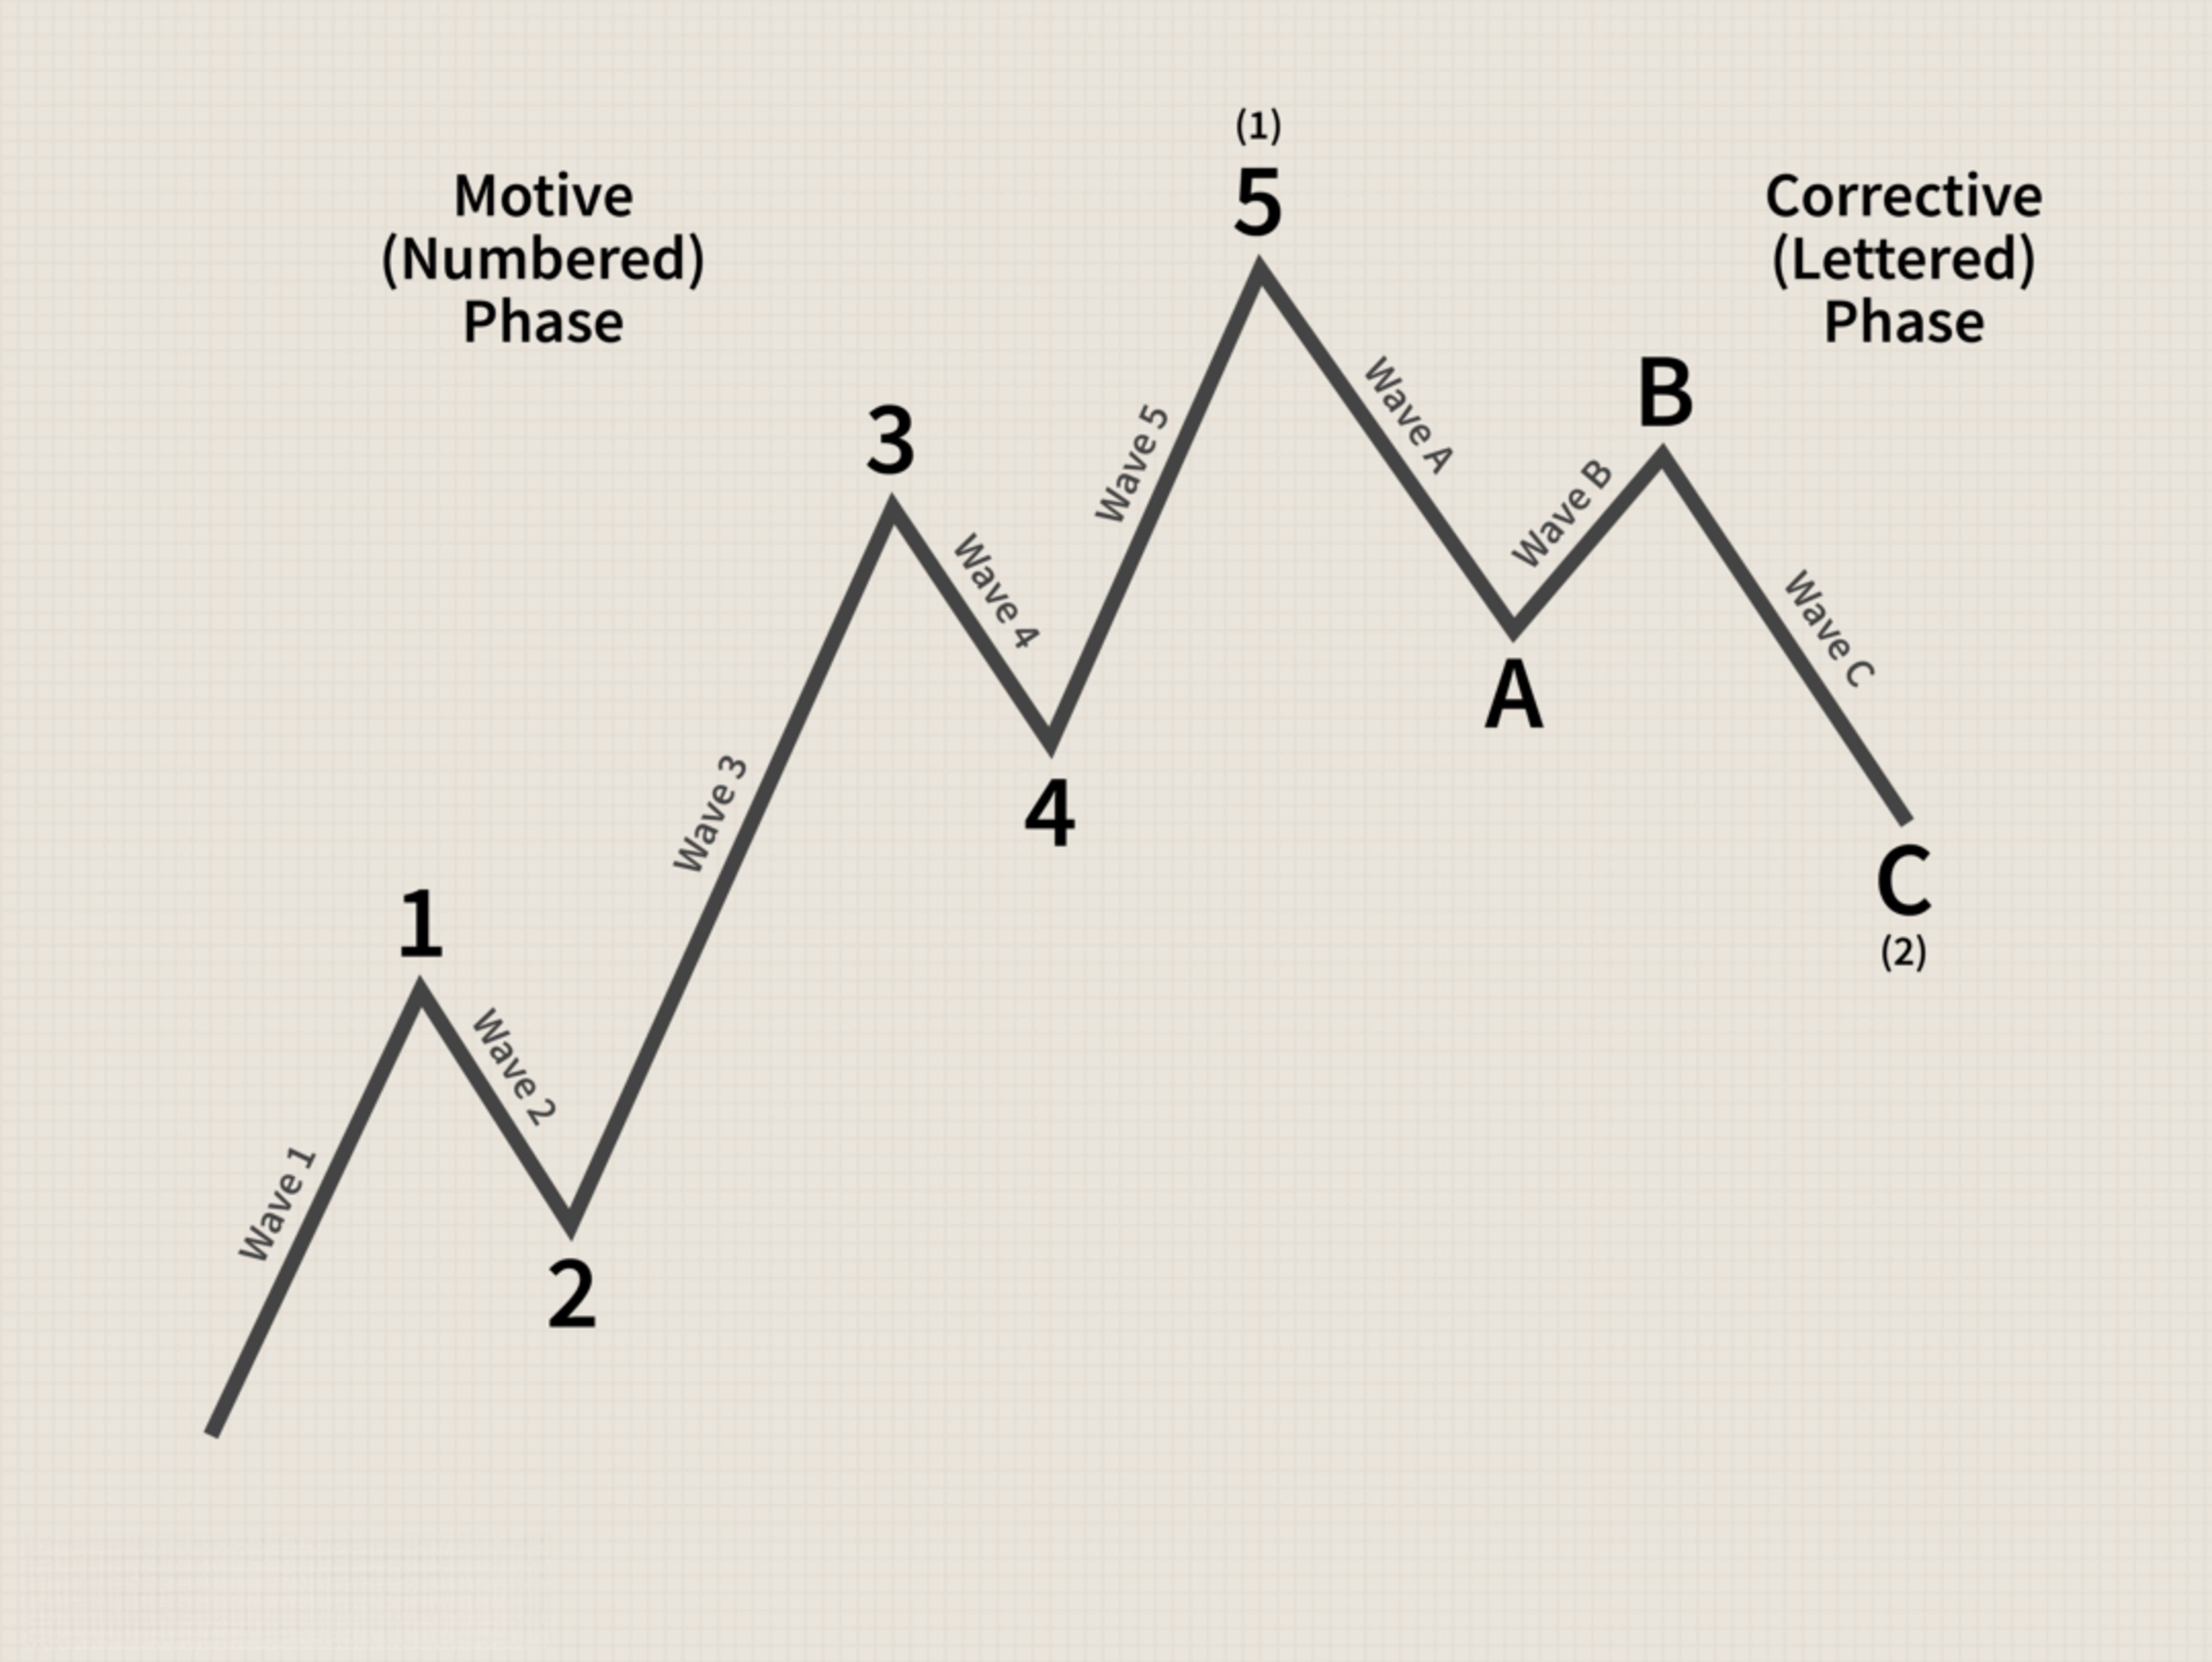 Motive
(Numbered)
Phase
Corrective
(Lettered)
Phase
Wave 1
1
Wave 2
2
Wave 3
3
Wave 4
4
Wave 5
(1)
5
Wave A
A
Wave B
B
Wave C
C
(2)